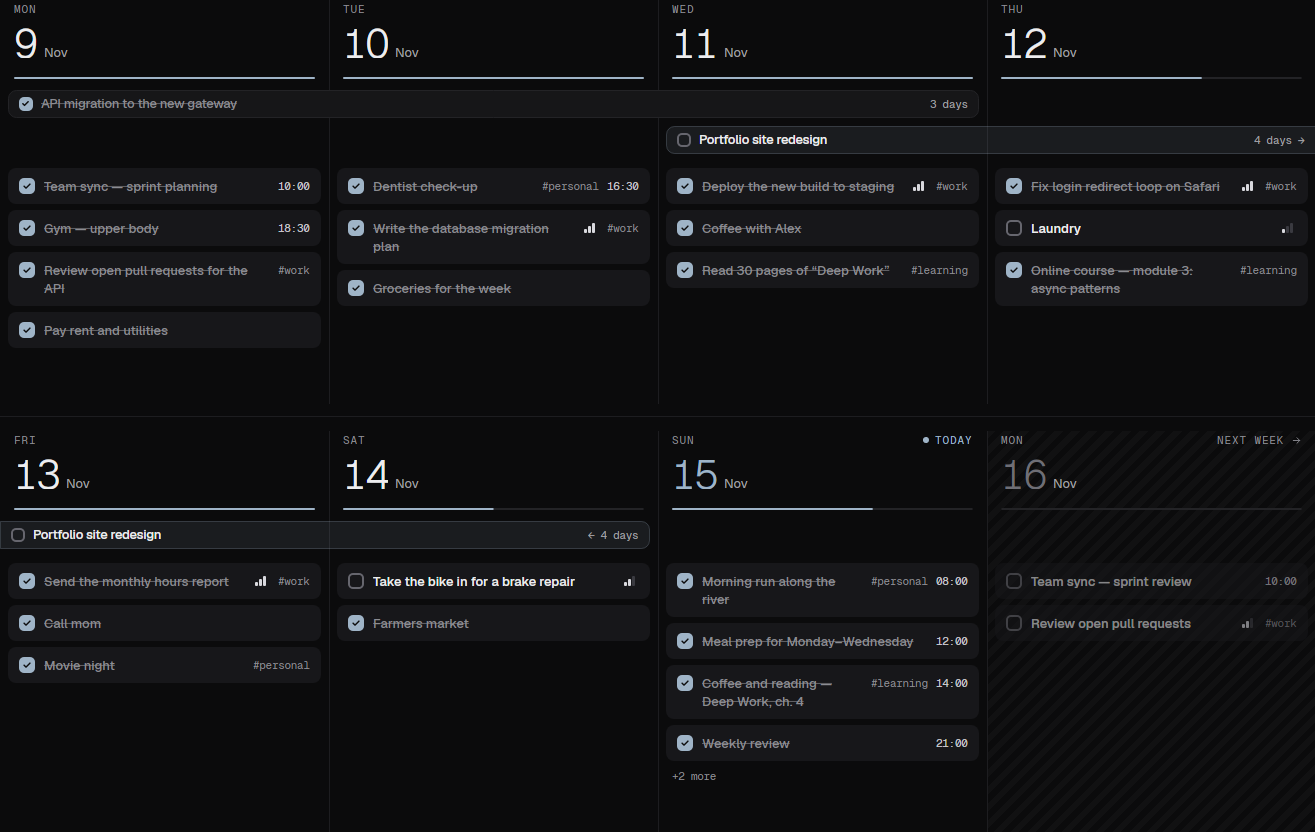 MON
9 Nov
TUE
10 Nov
WED
11 Nov
THU
12 Nov
API migration to the new gateway 3 days
Portfolio site redesign 4 days →
Team sync — sprint planning 10:00
Gym — upper body 18:30
Review open pull requests for the #work
API
Pay rent and utilities
Dentist check-up #personal 16:30
Write the database migration #work
plan
Groceries for the week
Deploy the new build to staging #work
Coffee with Alex
Read 30 pages of “Deep Work” #learning
Fix login redirect loop on Safari #work
Laundry
Online course — module 3: #learning
async patterns
FRI
13 Nov
SAT
14 Nov
SUN TODAY
15 Nov
MON NEXT WEEK →
16 Nov
Portfolio site redesign ← 4 days
Send the monthly hours report #work
Call mom
Movie night #personal
Take the bike in for a brake repair
Farmers market
Morning run along the #personal 08:00
river
Meal prep for Monday–Wednesday 12:00
Coffee and reading — #learning 14:00
Deep Work, ch. 4
Weekly review 21:00
+2 more
Team sync — sprint review 10:00
Review open pull requests #work